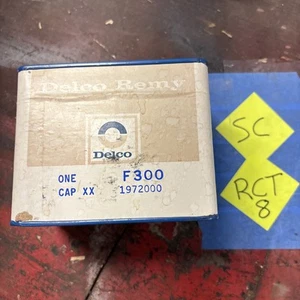 Delco Remy
Delco
ONE F300
CAP XX 1972000
SC
RCT
8